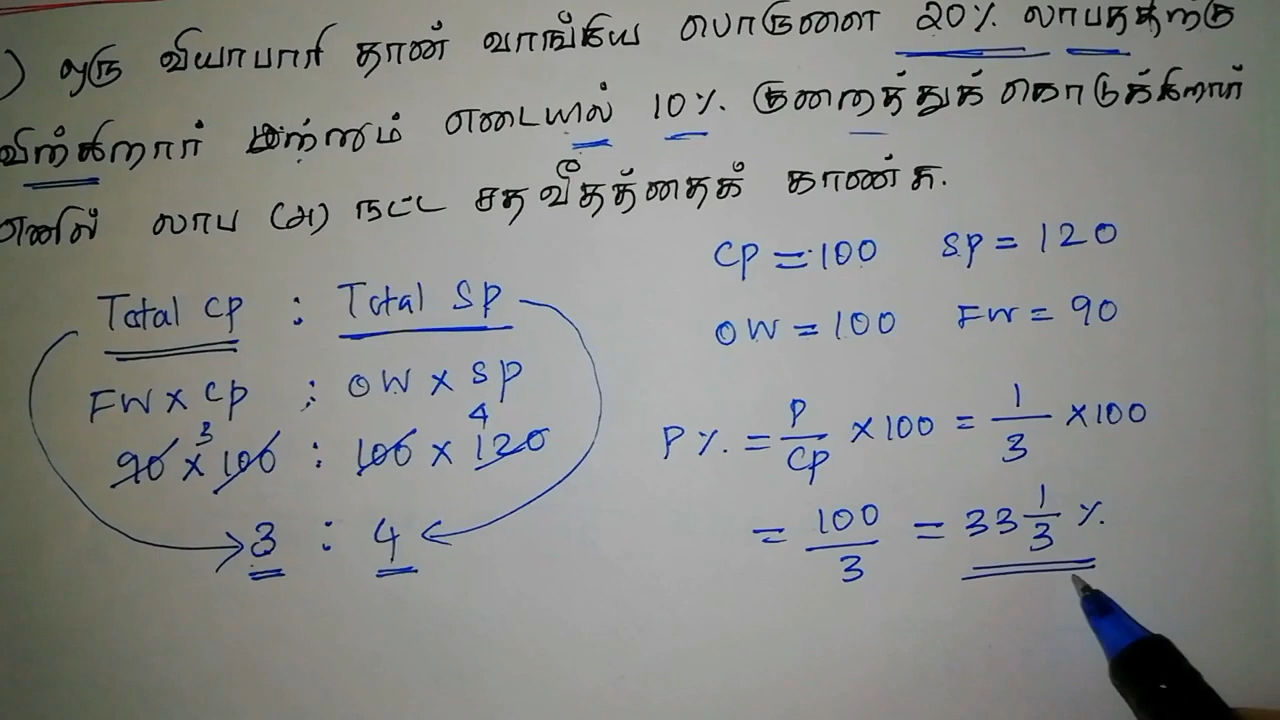 ) ஒரு வியாபாரி தான் வாங்கிய பொருளை 20% லாபத்திற்கு
விற்கிறார் மற்றும் எடையில் 10% குறைத்துக் கொடுக்கிறார்
எனில் லாப (அ) நட்ட சதவீதத்தைக் காண்க.
CP = 100 SP = 120
Total CP : Total SP
OW = 100 FW = 90
FW × CP : OW × SP
P% = P/CP × 100 = 1/3 × 100
3 4
90 × 100 : 100 × 120
3 : 4
= 100/3 = 33 1/3 %